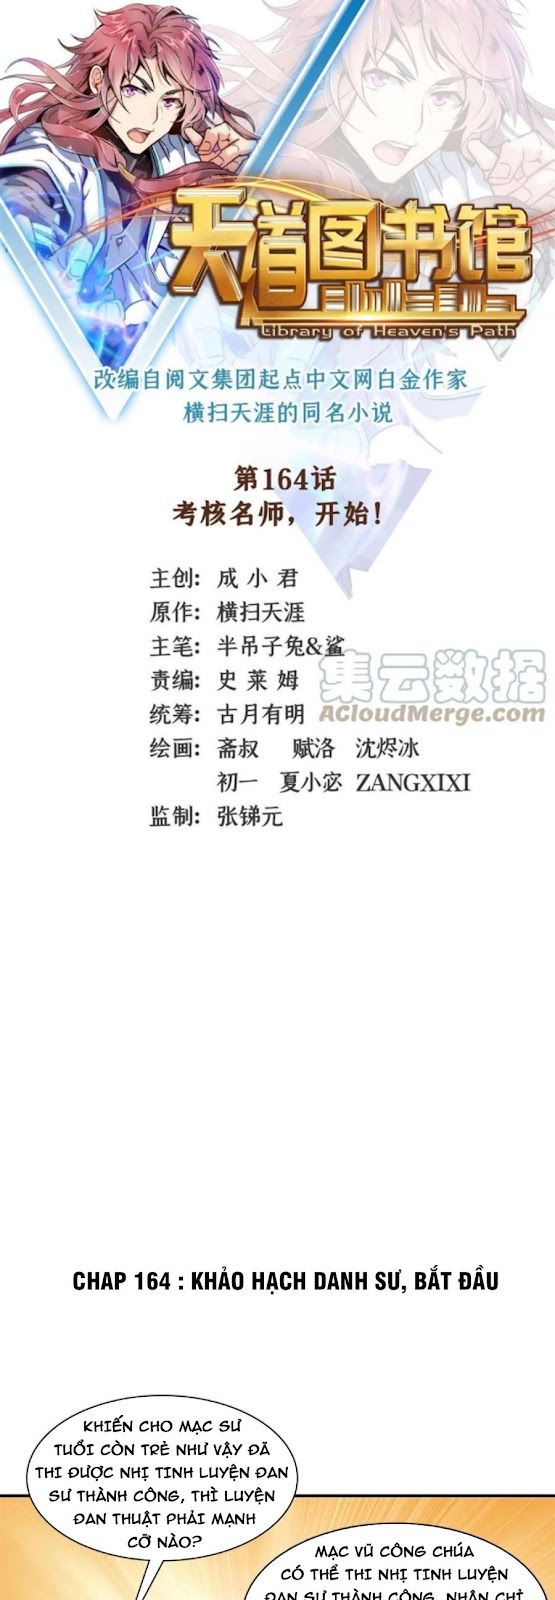 天道图书馆
Library of Heaven's Path
改编自阅文集团起点中文网白金作家
横扫天涯的同名小说
第164话
考核名师，开始！
主创：成 小 君
原作：横扫天涯
主笔：半吊子兔&鲨
责编：史 莱 姆
集云数据
统筹：古月有明
AcloudMerge.com
绘画：斋叔 赋洛 沈烬冰
初一 夏小宓 ZANGXIXI
监制：张锑元
CHAP 164 : KHẢO HẠCH DANH SƯ, BẮT ĐẦU
KHIẾN CHO MẠC SƯ
TUỔI CÒN TRẺ NHƯ VẬY ĐÃ
THI ĐƯỢC NHỊ TINH LUYỆN ĐAN
SƯ THÀNH CÔNG, THÌ LUYỆN
ĐAN THUẬT PHẢI MẠNH
CỠ NÀO?
MẠC VŨ CÔNG CHÚA
CÓ THỂ THI NHỊ TINH LUYỆN
ĐAN SƯ THÀNH CÔNG, NHÂN CHỈ